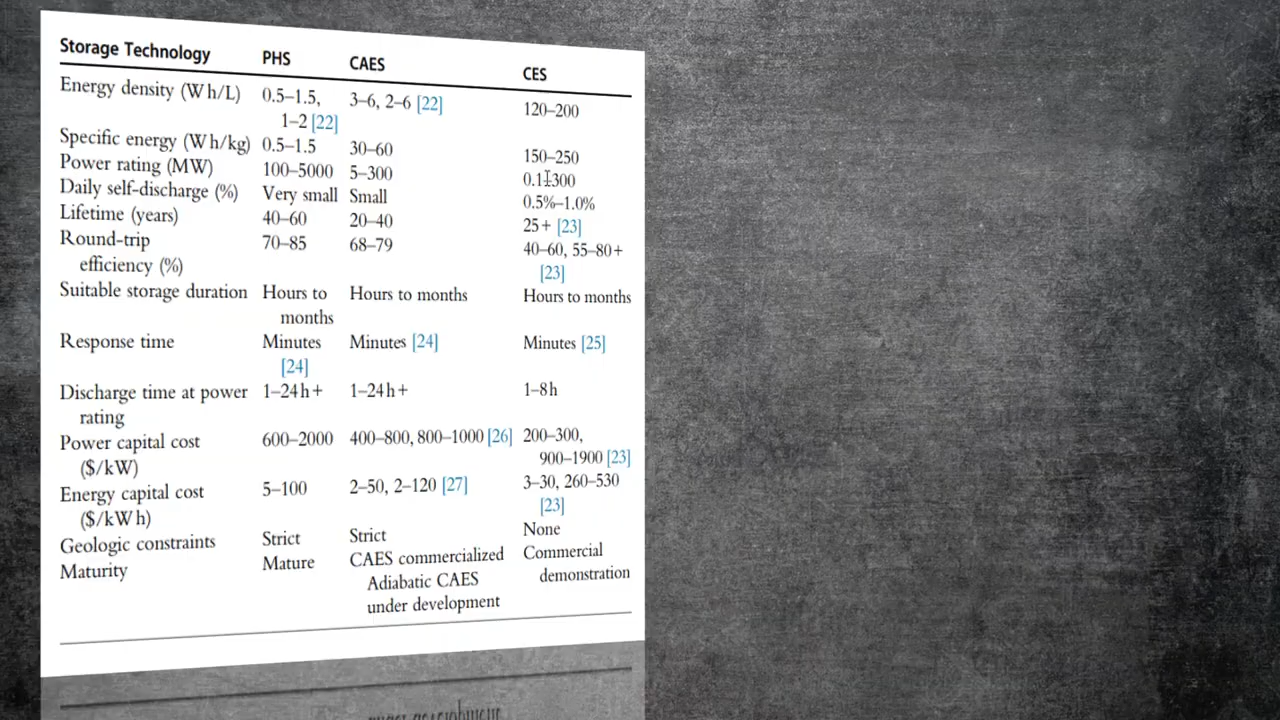 Storage Technology PHS CAES CES
Energy density (Wh/L) 0.5–1.5, 3–6, 2–6 [22] 120–200
1–2 [22]
Specific energy (Wh/kg) 0.5–1.5 30–60 150–250
Power rating (MW) 100–5000 5–300 0.1–300
Daily self-discharge (%) Very small Small 0.5%–1.0%
Lifetime (years) 40–60 20–40 25+ [23]
Round-trip 70–85 68–79 40–60, 55–80+
efficiency (%) [23]
Suitable storage duration Hours to Hours to months Hours to months
months
Response time Minutes Minutes [24] Minutes [25]
[24]
Discharge time at power 1–24h+ 1–24h+ 1–8h
rating
Power capital cost 600–2000 400–800, 800–1000 [26] 200–300,
($/kW) 900–1900 [23]
Energy capital cost 5–100 2–50, 2–120 [27] 3–30, 260–530
($/kWh) [23]
Geologic constraints Strict Strict None
Maturity Mature CAES commercialized Commercial
Adiabatic CAES demonstration
under development